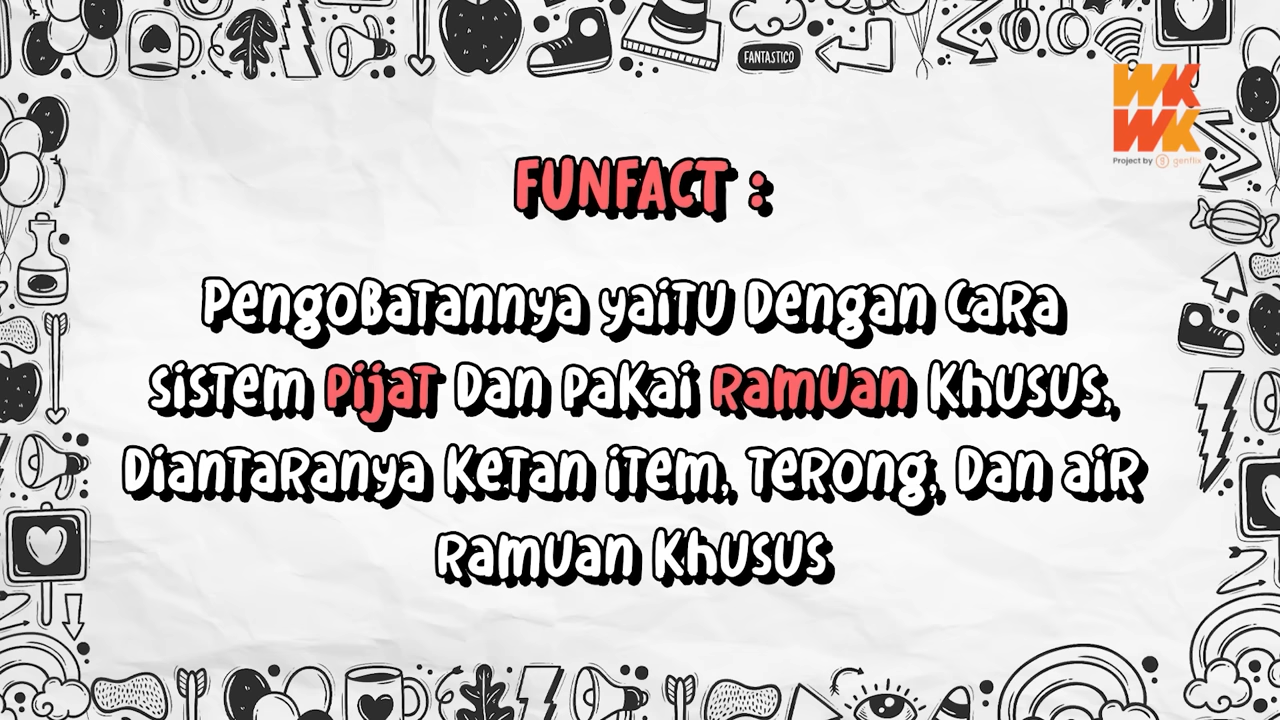 FANTASTICO
WK
WK
Project by genflix
FUNFACT :
Pengobatannya yaitu Dengan cara
sistem Pijat Dan Pakai Ramuan Khusus,
Diantaranya Ketan item, Terong, Dan air
Ramuan Khusus